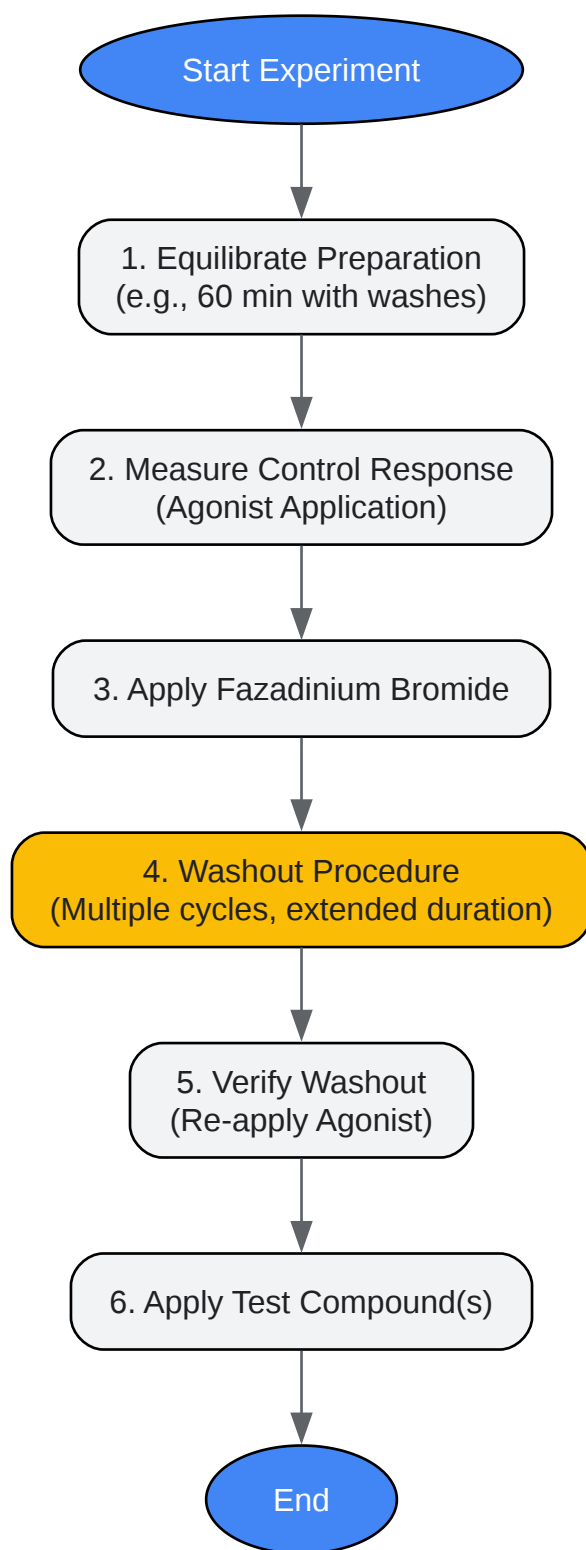 Start Experiment
1. Equilibrate Preparation
(e.g., 60 min with washes)
2. Measure Control Response
(Agonist Application)
3. Apply Fazadinium Bromide
4. Washout Procedure
(Multiple cycles, extended duration)
5. Verify Washout
(Re-apply Agonist)
6. Apply Test Compound(s)
End